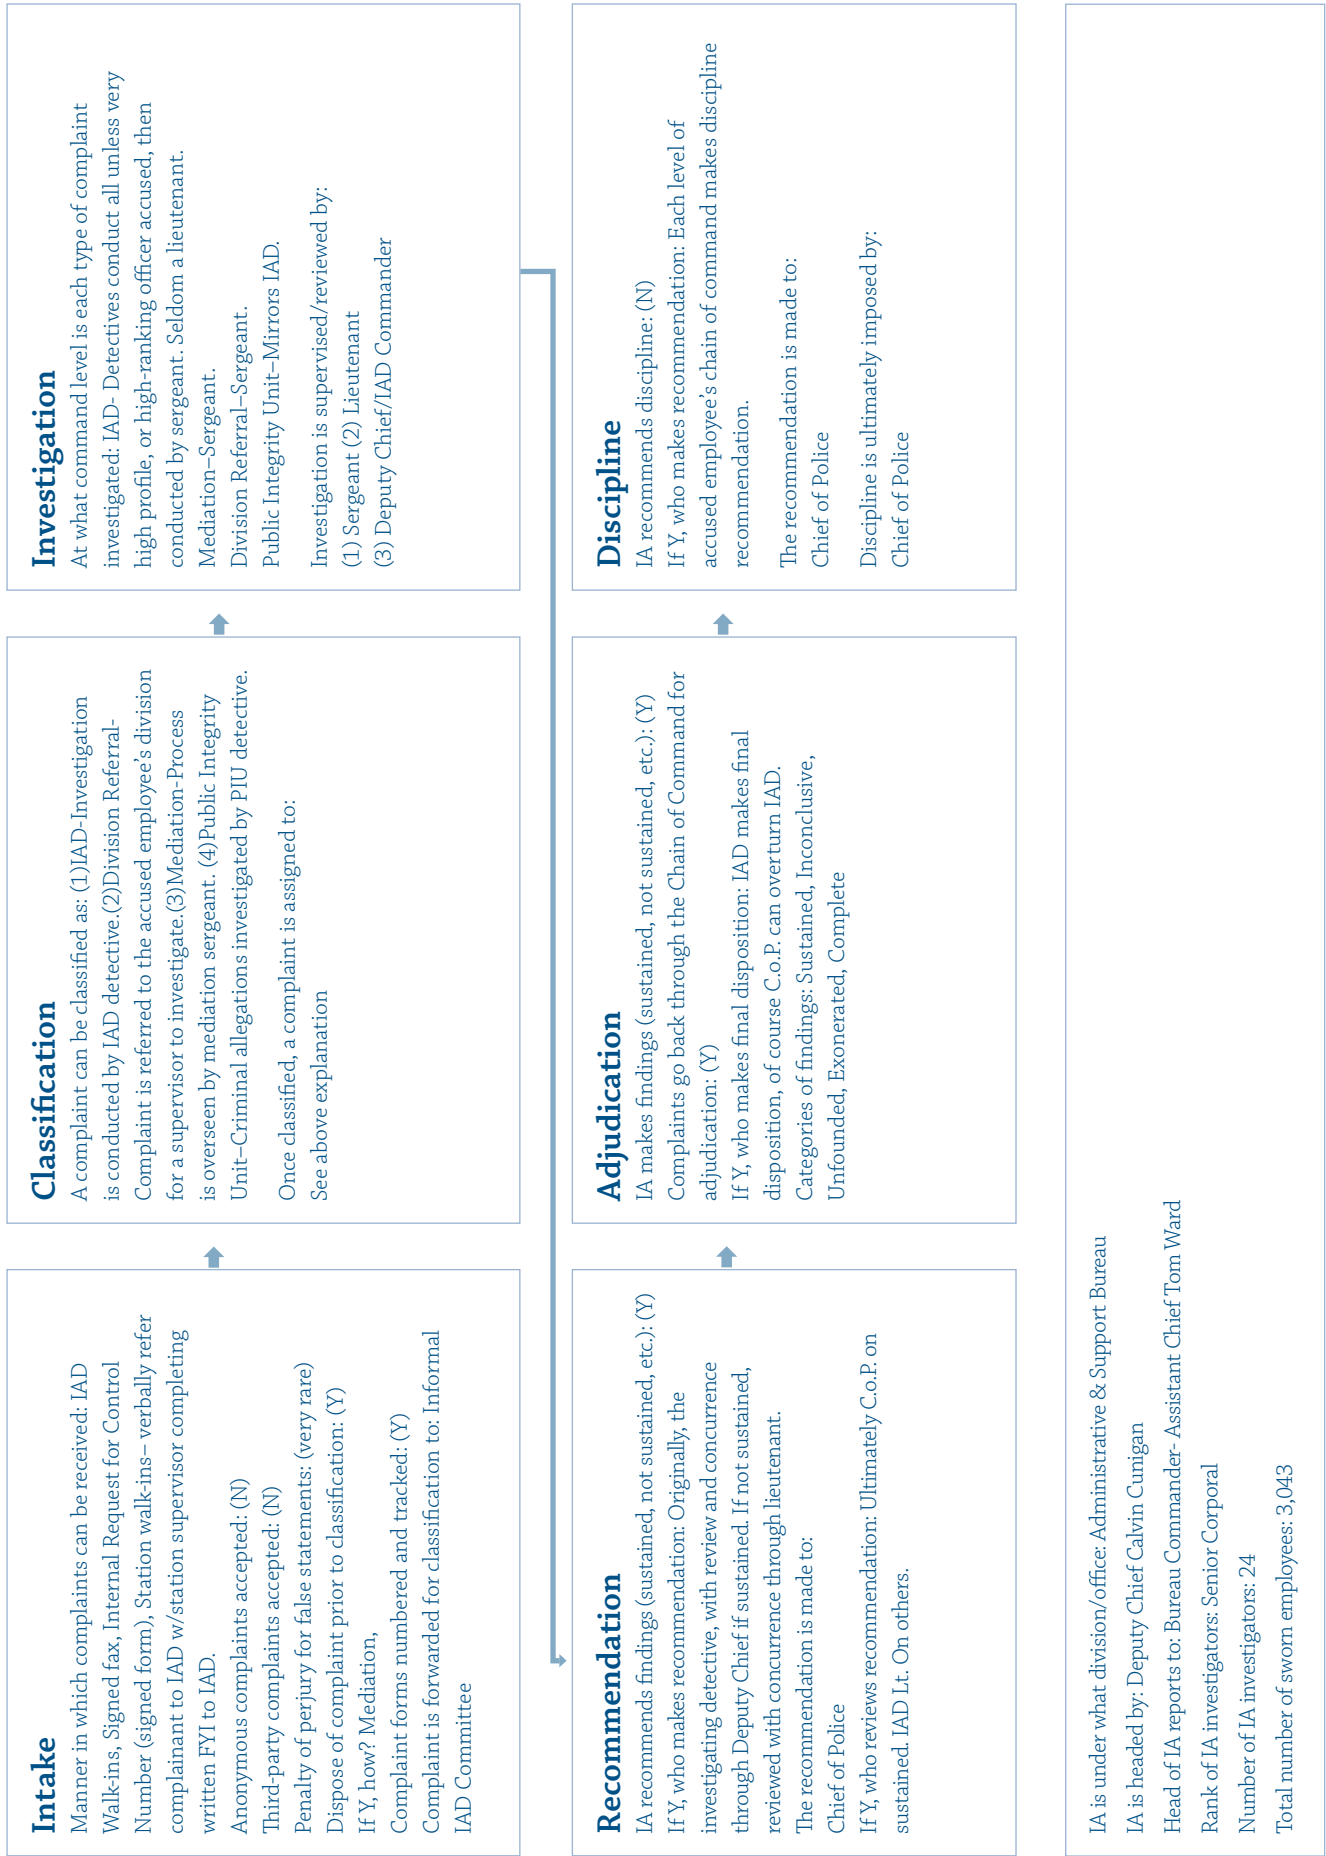 Intake
Manner in which complaints can be received: IAD
Walk-ins, Signed fax, Internal Request for Control
Number (signed form), Station walk-ins– verbally refer
complainant to IAD w/station supervisor completing
written FYI to IAD.
Anonymous complaints accepted: (N)
Third-party complaints accepted: (N)
Penalty of perjury for false statements: (very rare)
Dispose of complaint prior to classification: (Y)
If Y, how? Mediation,
Complaint forms numbered and tracked: (Y)
Complaint is forwarded for classification to: Informal
IAD Committee
Classification
A complaint can be classified as: (1)IAD-Investigation
is conducted by IAD detective.(2)Division Referral-
Complaint is referred to the accused employee's division
for a supervisor to investigate.(3)Mediation-Process
is overseen by mediation sergeant. (4)Public Integrity
Unit–Criminal allegations investigated by PIU detective.
Once classified, a complaint is assigned to:
See above explanation
Investigation
At what command level is each type of complaint
investigated: IAD- Detectives conduct all unless very
high profile, or high-ranking officer accused, then
conducted by sergeant. Seldom a lieutenant.
Mediation–Sergeant.
Division Referral–Sergeant.
Public Integrity Unit–Mirrors IAD.
Investigation is supervised/reviewed by:
(1) Sergeant (2) Lieutenant
(3) Deputy Chief/IAD Commander
Recommendation
IA recommends findings (sustained, not sustained, etc.): (Y)
If Y, who makes recommendation: Originally, the
investigating detective, with review and concurrence
through Deputy Chief if sustained. If not sustained,
reviewed with concurrence through lieutenant.
The recommendation is made to:
Chief of Police
If Y, who reviews recommendation: Ultimately C.o.P. on
sustained. IAD Lt. On others.
Adjudication
IA makes findings (sustained, not sustained, etc.): (Y)
Complaints go back through the Chain of Command for
adjudication: (Y)
If Y, who makes final disposition: IAD makes final
disposition, of course C.o.P. can overturn IAD.
Categories of findings: Sustained, Inconclusive,
Unfounded, Exonerated, Complete
Discipline
IA recommends discipline: (N)
If Y, who makes recommendation: Each level of
accused employee's chain of command makes discipline
recommendation.
The recommendation is made to:
Chief of Police
Discipline is ultimately imposed by:
Chief of Police
IA is under what division/office: Administrative & Support Bureau
IA is headed by: Deputy Chief Calvin Cunigan
Head of IA reports to: Bureau Commander- Assistant Chief Tom Ward
Rank of IA investigators: Senior Corporal
Number of IA investigators: 24
Total number of sworn employees: 3,043